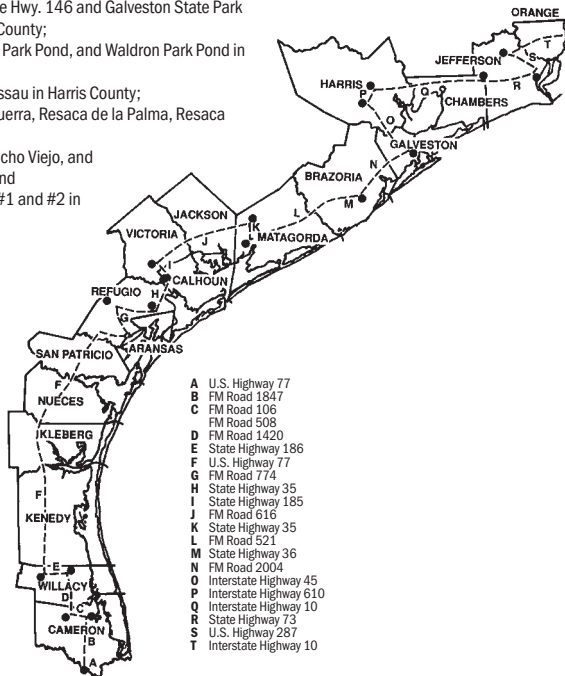 e Hwy. 146 and Galveston State Park
County;
Park Pond, and Waldron Park Pond in
ssau in Harris County;
uerra, Resaca de la Palma, Resaca
cho Viejo, and
nd
#1 and #2 in
ORANGE
T
JEFFERSON
S
HARRIS
P
Q
R
CHAMBERS
O
GALVESTON
N
BRAZORIA
M
JACKSON
L
K
VICTORIA
J
MATAGORDA
I
CALHOUN
REFUGIO
H
G
ARANSAS
SAN PATRICIO
F
NUECES
KLEBERG
F
KENEDY
E
WILLACY
D
C
CAMERON
B
A
A U.S. Highway 77
B FM Road 1847
C FM Road 106
FM Road 508
D FM Road 1420
E State Highway 186
F U.S. Highway 77
G FM Road 774
H State Highway 35
I State Highway 185
J FM Road 616
K State Highway 35
L FM Road 521
M State Highway 36
N FM Road 2004
O Interstate Highway 45
P Interstate Highway 610
Q Interstate Highway 10
R State Highway 73
S U.S. Highway 287
T Interstate Highway 10